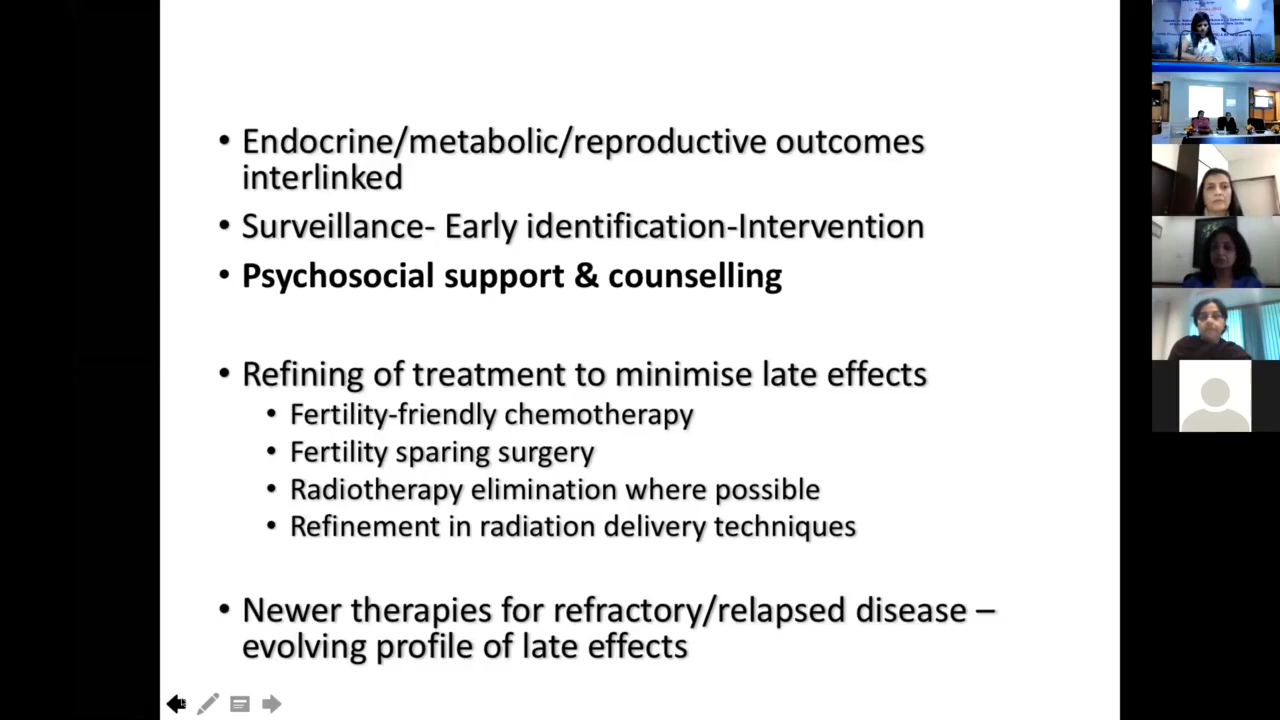 • Endocrine/metabolic/reproductive outcomes
interlinked
• Surveillance- Early identification-Intervention
• Psychosocial support & counselling
• Refining of treatment to minimise late effects
• Fertility-friendly chemotherapy
• Fertility sparing surgery
• Radiotherapy elimination where possible
• Refinement in radiation delivery techniques
• Newer therapies for refractory/relapsed disease –
evolving profile of late effects